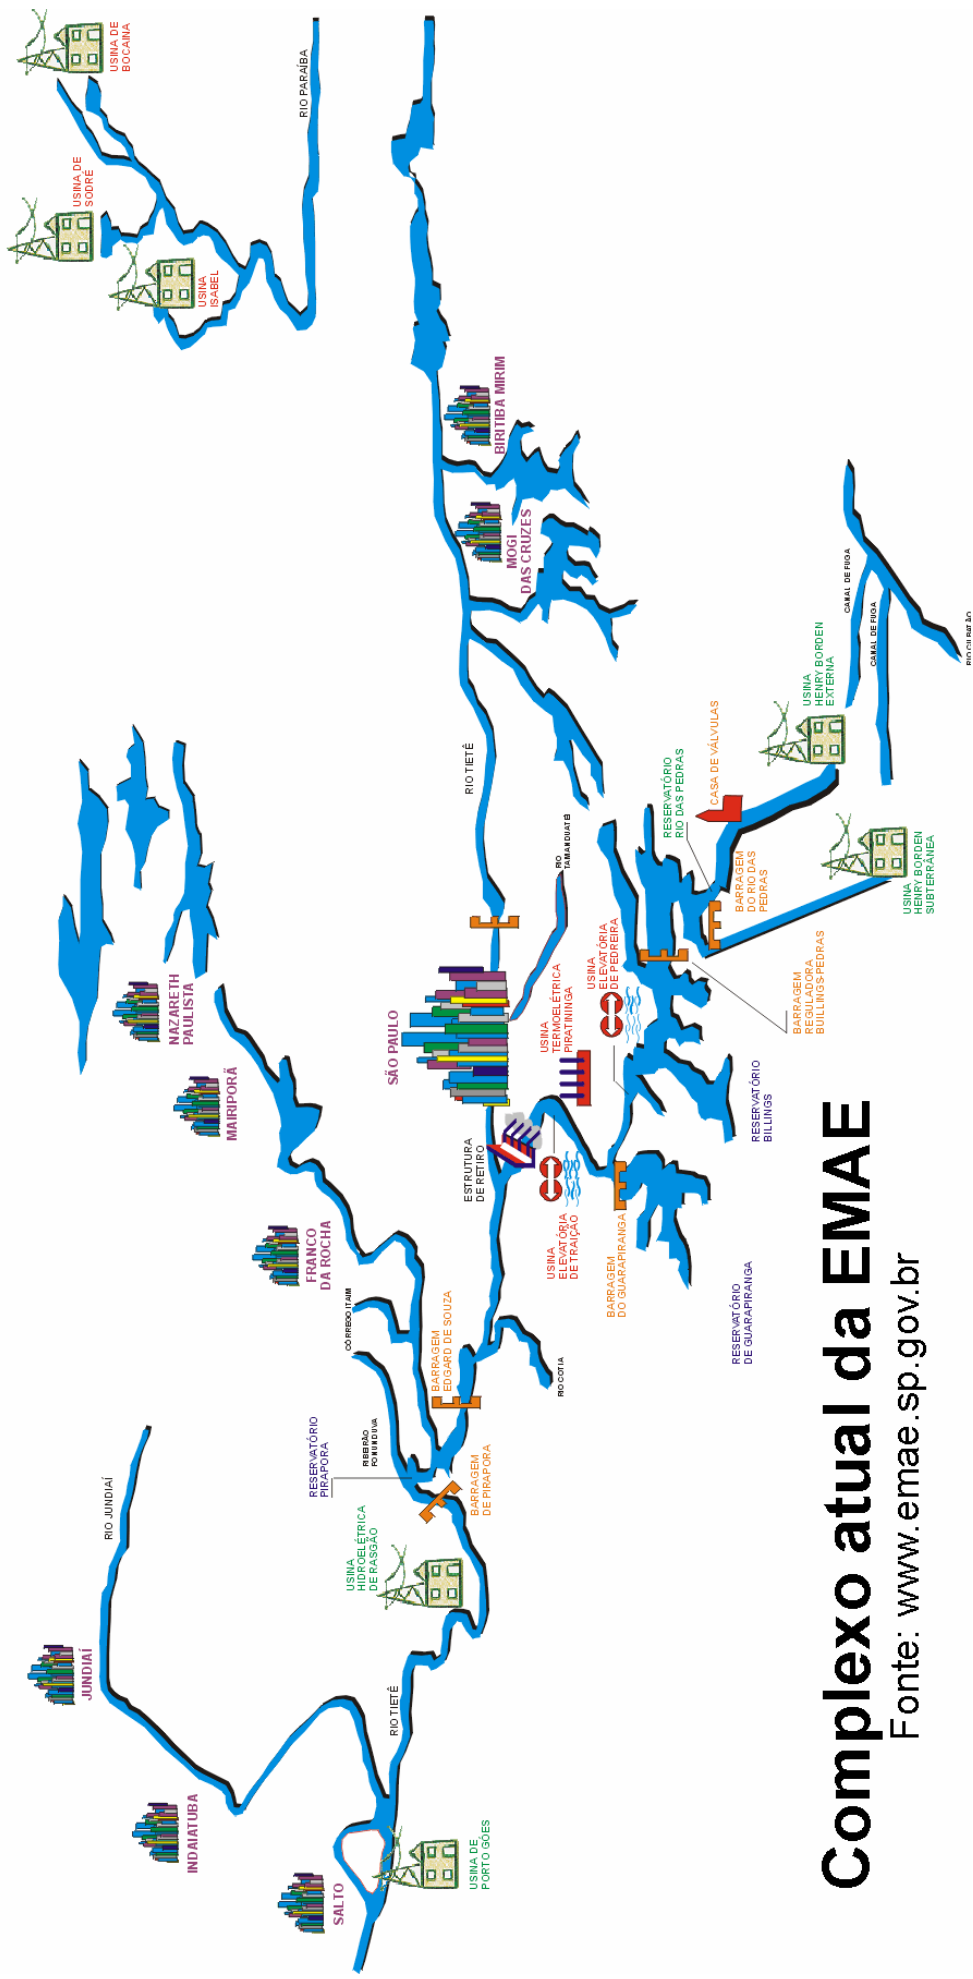 USINA DE
BOCAINA
USINA DE
SODRÉ
USINA
ISABEL
RIO PARAÍBA
BIRITIBA MIRIM
MOGI
DAS CRUZES
RIO TIETÊ
CANAL DE FUGA
CANAL DE FUGA
RIO CUBATÃO
USINA
HENRY BORDEN
EXTERNA
CASA DE VÁLVULAS
RESERVATÓRIO
RIO DAS PEDRAS
BARRAGEM
DO RIO DAS
PEDRAS
USINA
HENRY BORDEN
SUBTERRÂNEA
BARRAGEM
REGULADORA
BUILLINGS-PEDRAS
RIO
TAMANDUATEÍ
USINA
ELEVATÓRIA
DE PEDREIRA
USINA
TERMOELÉTRICA
PIRATININGA
SÃO PAULO
NAZARETH
PAULISTA
MAIRIPORÃ
FRANCO
DA ROCHA
ESTRUTURA
DE RETIRO
USINA
ELEVATÓRIA
DE TRAIÇÃO
RESERVATÓRIO
BILLINGS
BARRAGEM
DO GUARAPIRANGA
RESERVATÓRIO
DE GUARAPIRANGA
CÓRREGO ITAIM
BARRAGEM
EDGARD DE SOUZA
RIO COTIA
RIBEIRÃO
PONUNDUVA
RESERVATÓRIO
PIRAPORA
BARRAGEM
DE PIRAPORA
USINA
HIDROELÉTRICA
DE RASGÃO
RIO JUNDIAÍ
JUNDIAÍ
RIO TIETÊ
INDAIATUBA
SALTO
USINA DE
PORTO GÓES
Complexo atual da EMAE
Fonte: www.emae.sp.gov.br